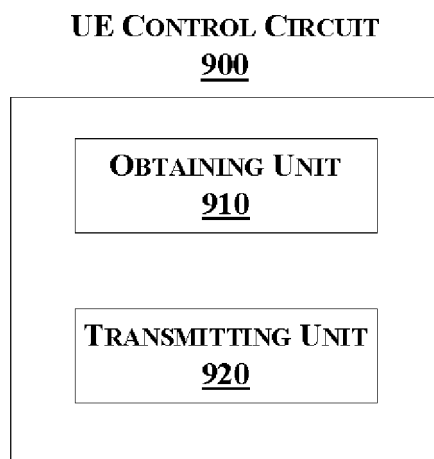 UE CONTROL CIRCUIT
900
OBTAINING UNIT
910
TRANSMITTING UNIT
920